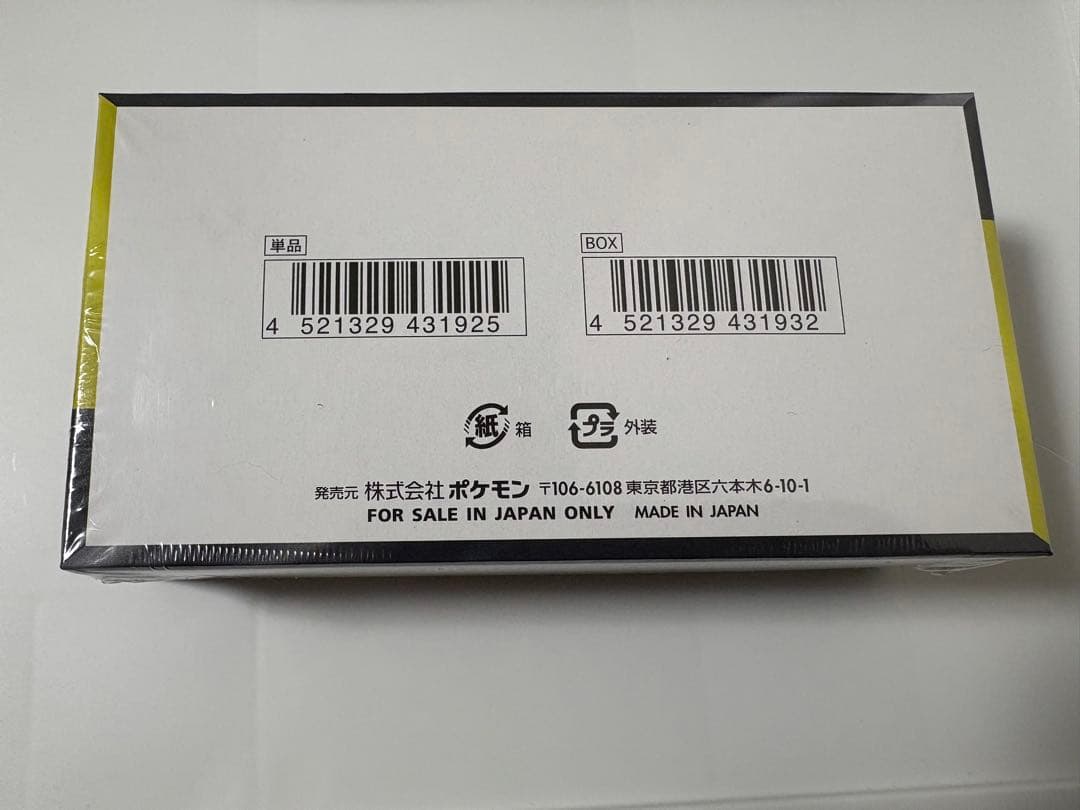 単品
4 521329 431925
BOX
4 521329 431932
紙 箱
プラ 外装
発売元 株式会社ポケモン 〒106-6108 東京都港区六本木6-10-1
FOR SALE IN JAPAN ONLY MADE IN JAPAN